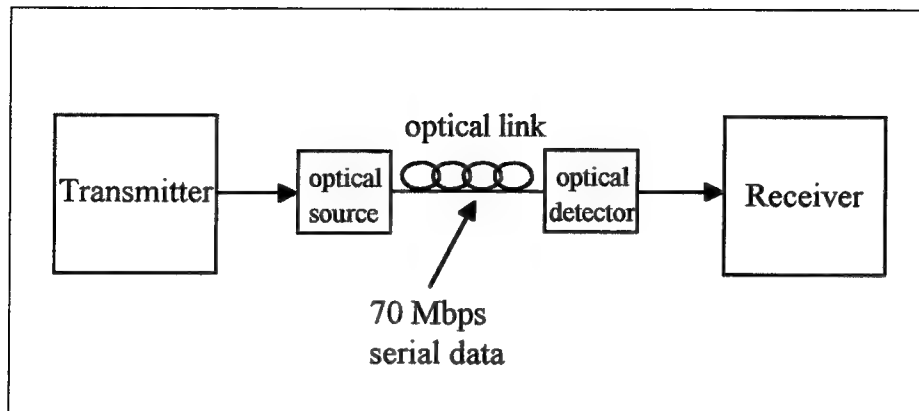 optical link
Transmitter
optical
source
optical
detector
Receiver
70 Mbps
serial data